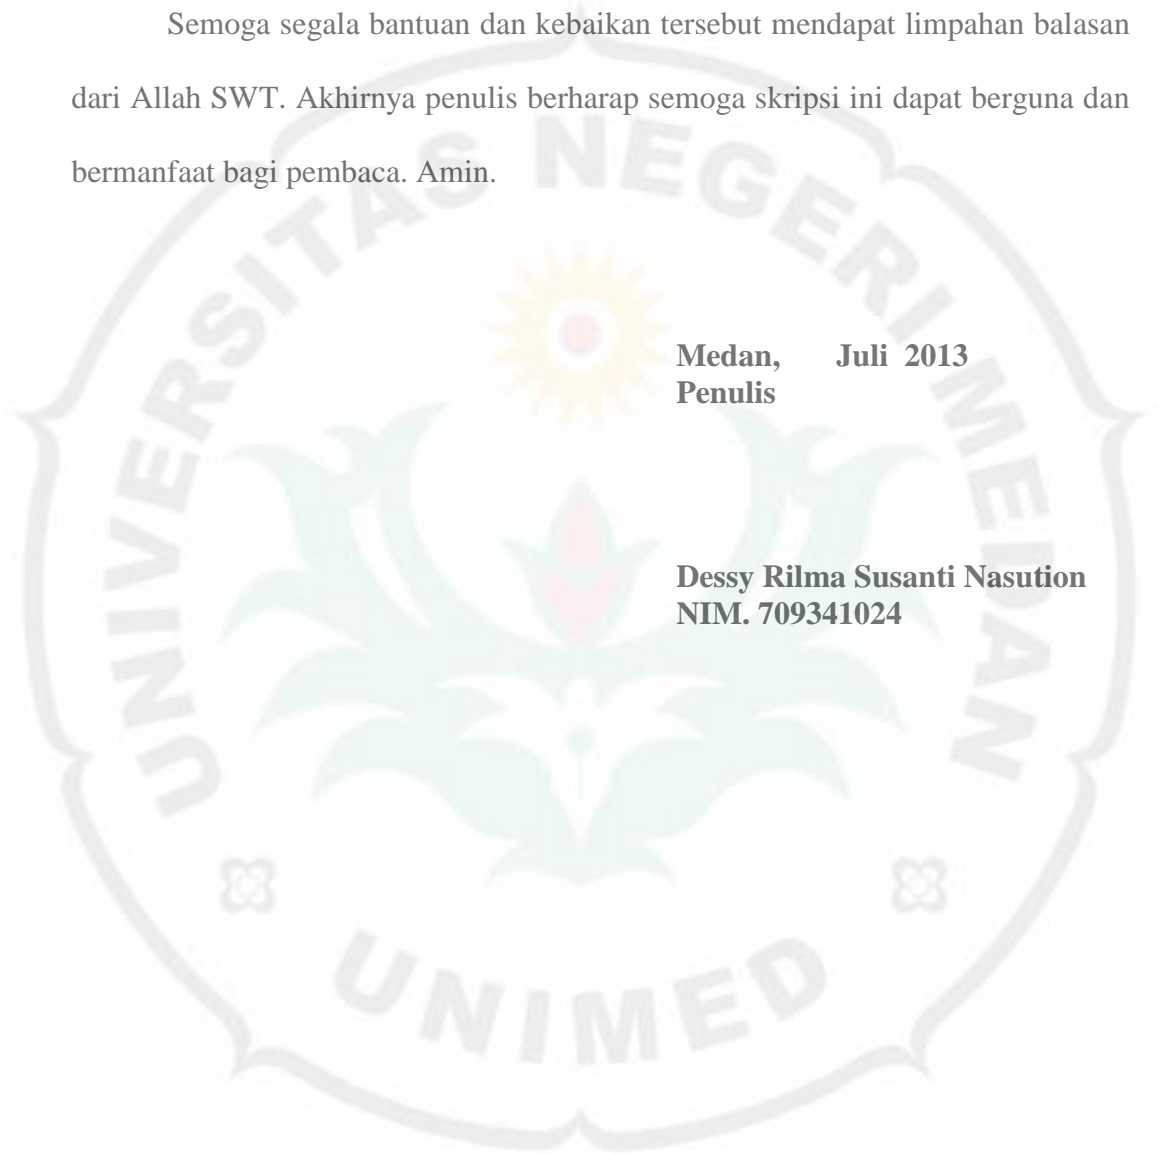 Semoga segala bantuan dan kebaikan tersebut mendapat limpahan balasan
dari Allah SWT. Akhirnya penulis berharap semoga skripsi ini dapat berguna dan
bermanfaat bagi pembaca. Amin.
Medan, Juli 2013
Penulis
Dessy Rilma Susanti Nasution
NIM. 709341024
UNIVERSITAS NEGERI MEDAN
UNIMED